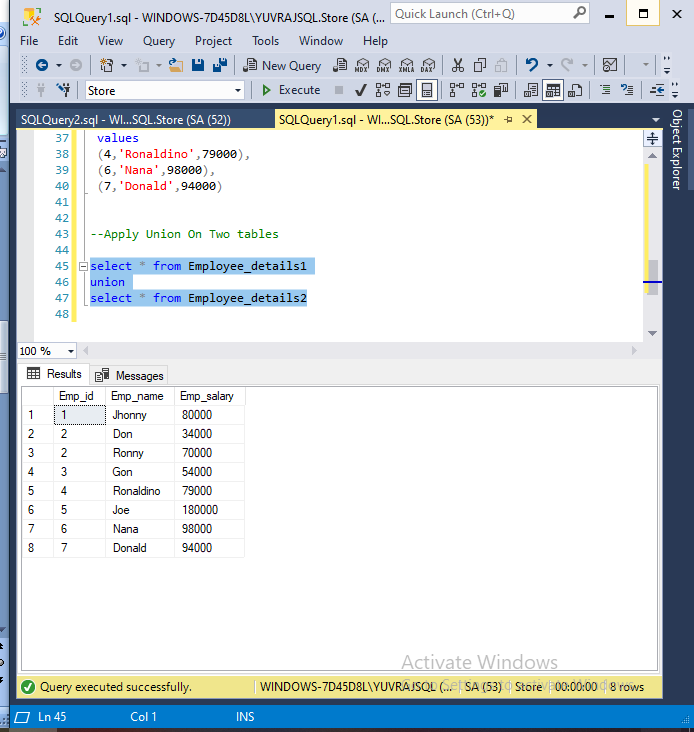 SQLQuery1.sql - WINDOWS-7D45D8L\YUVRAJSQL.Store (SA (...
Quick Launch (Ctrl+Q)
File Edit View Query Project Tools Window Help
New Query MDX DMX XMLA DAX
Store Execute
SQLQuery2.sql - WI...SQL.Store (SA (52)) SQLQuery1.sql - WI...SQL.Store (SA (53))*
Object Explorer
37 values
38 (4,'Ronaldino',79000),
39 (6,'Nana',98000),
40 (7,'Donald',94000)
41
42
43 --Apply Union On Two tables
44
45 select * from Employee_details1
46 union
47 select * from Employee_details2
48
100 %
Results Messages
Emp_id Emp_name Emp_salary
1 1 Jhonny 80000
2 2 Don 34000
3 2 Ronny 70000
4 3 Gon 54000
5 4 Ronaldino 79000
6 5 Joe 180000
7 6 Nana 98000
8 7 Donald 94000
Activate Windows
Go to Settings to activate Windows.
Query executed successfully. WINDOWS-7D45D8L\YUVRAJSQL (... SA (53) Store 00:00:00 8 rows
Ln 45 Col 1 INS